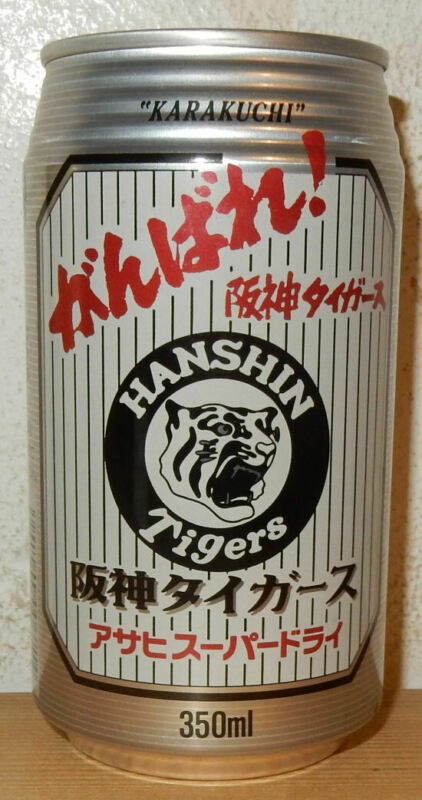 "KARAKUCHI"
がんばれ!
阪神タイガース
HANSHIN
Tigers
阪神タイガース
アサヒスーパードライ
350ml